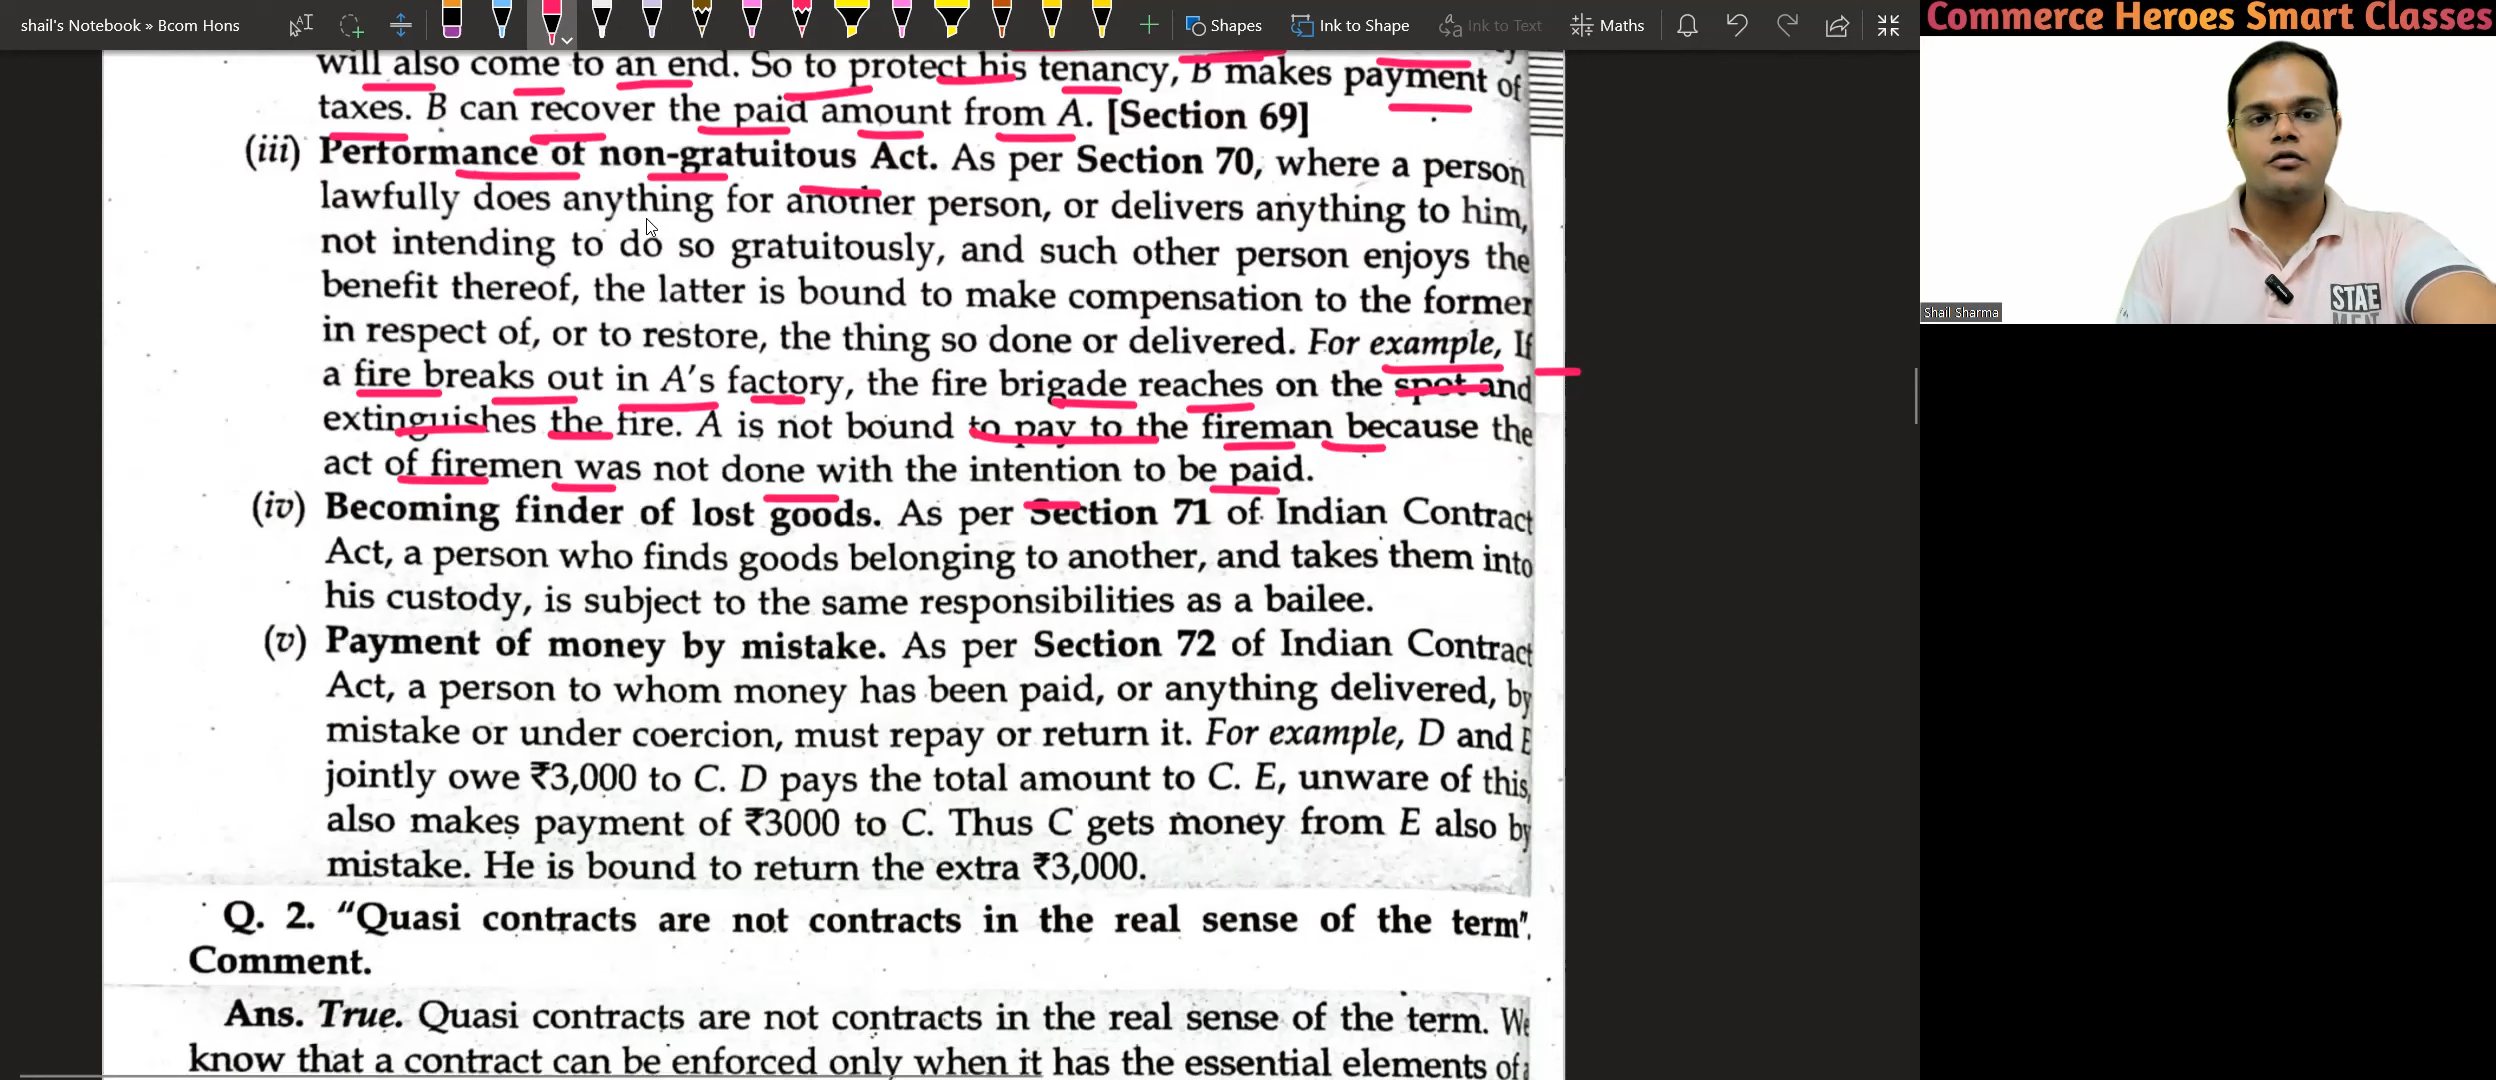 shail's Notebook » Bcom Hons
Shapes
Ink to Shape
Ink to Text
Maths
Commerce Heroes Smart Classes
will also come to an end. So to protect his tenancy, B makes payment of
taxes. B can recover the paid amount from A. [Section 69]
(iii) Performance of non-gratuitous Act. As per Section 70, where a person
lawfully does anything for another person, or delivers anything to him,
not intending to do so gratuitously, and such other person enjoys the
benefit thereof, the latter is bound to make compensation to the former
in respect of, or to restore, the thing so done or delivered. For example, If
a fire breaks out in A's factory, the fire brigade reaches on the spot and
extinguishes the fire. A is not bound to pay to the fireman because the
act of firemen was not done with the intention to be paid.
(iv) Becoming finder of lost goods. As per Section 71 of Indian Contract
Act, a person who finds goods belonging to another, and takes them into
his custody, is subject to the same responsibilities as a bailee.
(v) Payment of money by mistake. As per Section 72 of Indian Contract
Act, a person to whom money has been paid, or anything delivered, by
mistake or under coercion, must repay or return it. For example, D and E
jointly owe ₹3,000 to C. D pays the total amount to C. E, unware of this,
also makes payment of ₹3000 to C. Thus C gets money from E also by
mistake. He is bound to return the extra ₹3,000.
Q. 2. "Quasi contracts are not contracts in the real sense of the term".
Comment.
Ans. True. Quasi contracts are not contracts in the real sense of the term. We
know that a contract can be enforced only when it has the essential elements of a
STAE
Shail Sharma